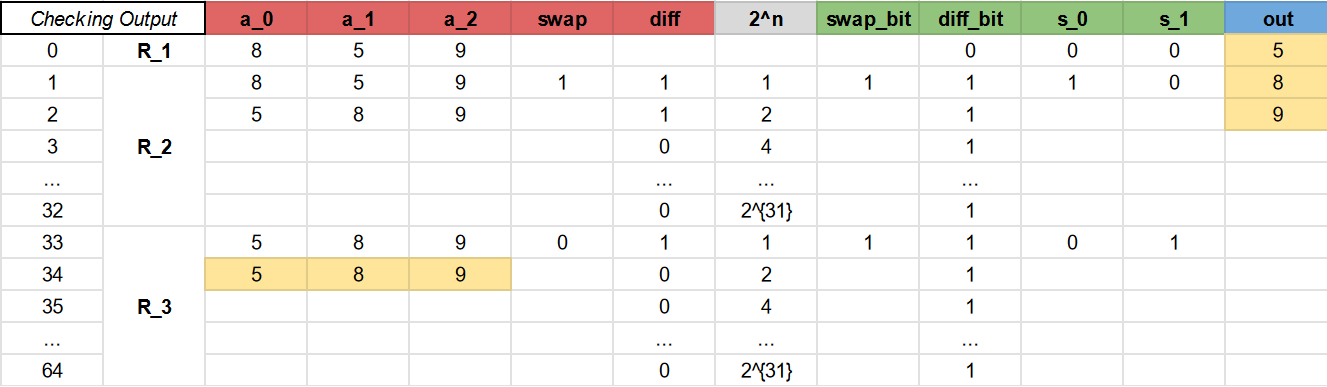 Checking Output a_0 a_1 a_2 swap diff 2^n swap_bit diff_bit s_0 s_1 out
0 R_1 8 5 9 0 0 0 5
1 8 5 9 1 1 1 1 1 1 0 8
2 5 8 9 1 2 1 9
3 R_2 0 4 1
... ... ... ...
32 0 2^{31} 1
33 5 8 9 0 1 1 1 1 0 1
34 5 8 9 0 2 1
35 R_3 0 4 1
... ... ... ...
64 0 2^{31} 1